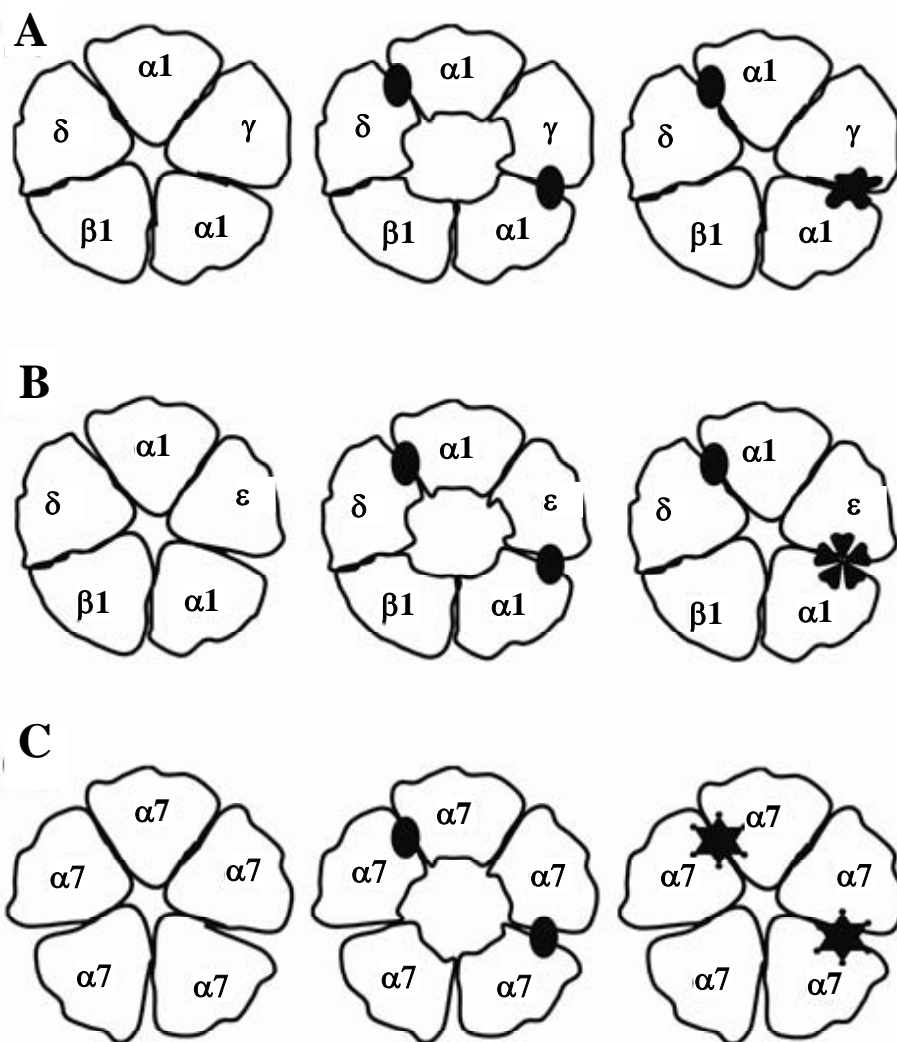 A
α1 α1 α1
δ γ δ γ δ γ
β1 α1 β1 α1 β1 α1
B
α1 α1 α1
δ ε δ ε δ ε
β1 α1 β1 α1 β1 α1
C
α7 α7 α7
α7 α7 α7 α7 α7 α7
α7 α7 α7 α7 α7 α7